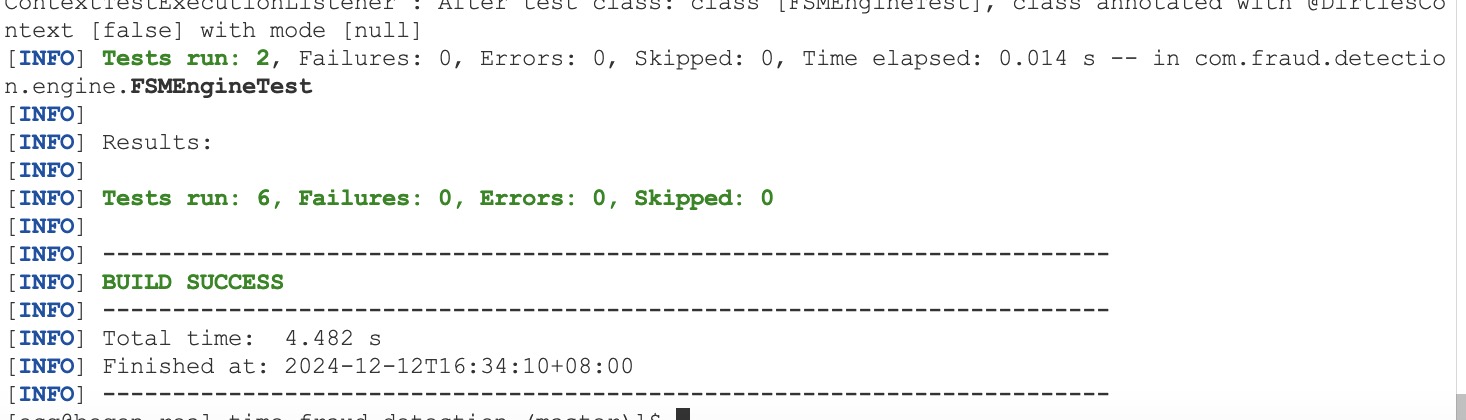 ContextTestExecutionListener : After test class: class [FSMEngineTest], class annotated with @DirtiesCo
ntext [false] with mode [null]
[INFO] Tests run: 2, Failures: 0, Errors: 0, Skipped: 0, Time elapsed: 0.014 s -- in com.fraud.detectio
n.engine.FSMEngineTest
[INFO]
[INFO] Results:
[INFO]
[INFO] Tests run: 6, Failures: 0, Errors: 0, Skipped: 0
[INFO]
[INFO] ------------------------------------------------------------------------
[INFO] BUILD SUCCESS
[INFO] ------------------------------------------------------------------------
[INFO] Total time:  4.482 s
[INFO] Finished at: 2024-12-12T16:34:10+08:00
[INFO] ------------------------------------------------------------------------
real-time-fraud-detection (master)]$